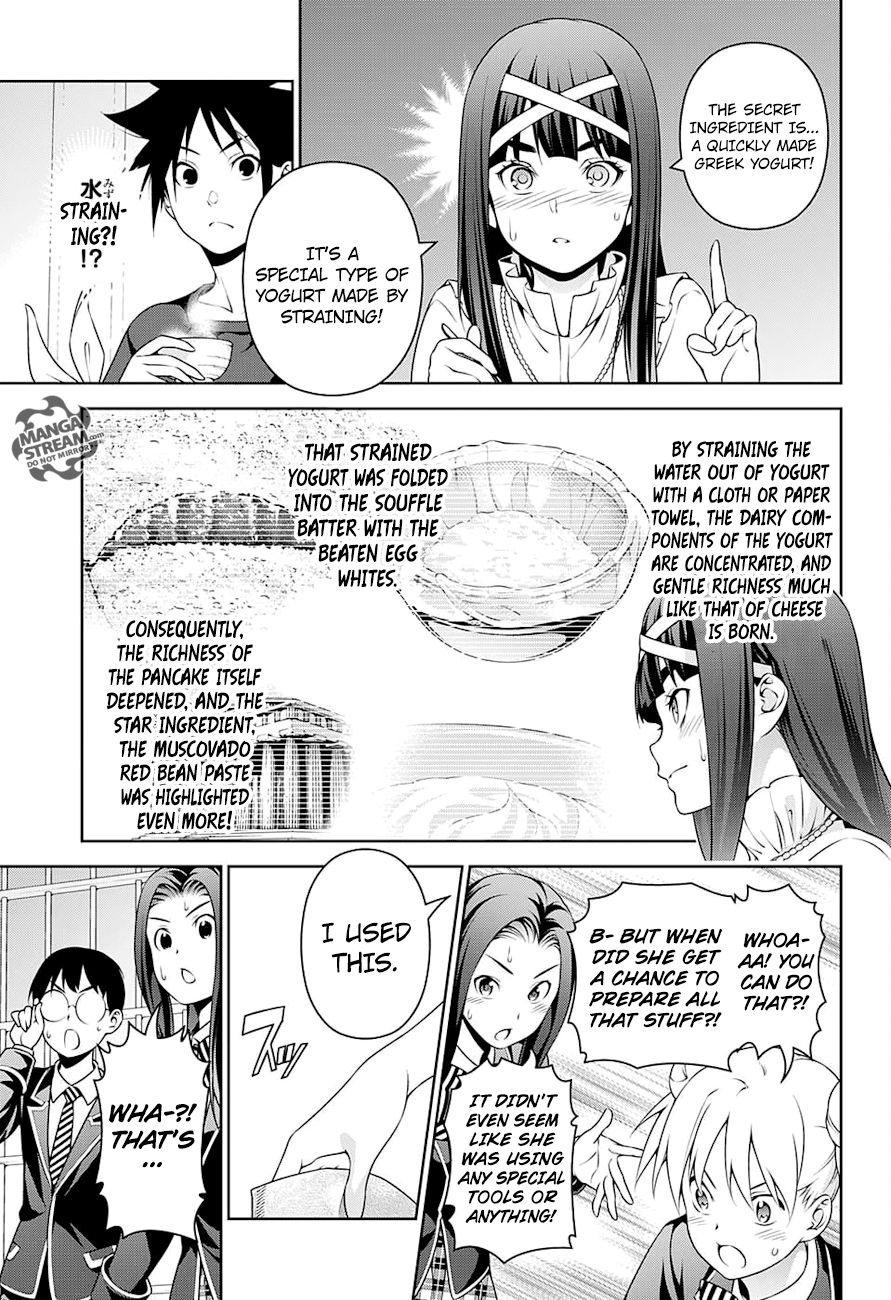 THE SECRET
INGREDIENT IS...
A QUICKLY MADE
GREEK YOGURT!
IT'S A
SPECIAL TYPE OF
YOGURT MADE BY
STRAINING!
水
みず
STRAIN-
ING?!
!?
MANGA
STREAM.com
DO NOT MIRROR
BY STRAINING THE
WATER OUT OF YOGURT
WITH A CLOTH OR PAPER
TOWEL, THE DAIRY COM-
PONENTS OF THE YOGURT
ARE CONCENTRATED, AND
GENTLE RICHNESS MUCH
LIKE THAT OF CHEESE
IS BORN.
THAT STRAINED
YOGURT WAS FOLDED
INTO THE SOUFFLE
BATTER WITH THE
BEATEN EGG
WHITES.
CONSEQUENTLY,
THE RICHNESS OF
THE PANCAKE ITSELF
DEEPENED, AND THE
STAR INGREDIENT,
THE MUSCOVADO
RED BEAN PASTE
WAS HIGHLIGHTED
EVEN MORE!
WHOA-
AA! YOU
CAN DO
THAT?!
B- BUT WHEN
DID SHE GET
A CHANCE TO
PREPARE ALL
THAT STUFF?!
IT DIDN'T
EVEN SEEM
LIKE SHE
WAS USING
ANY SPECIAL
TOOLS OR
ANYTHING!
I USED
THIS.
スッ
WHA-?!
THAT'S
...